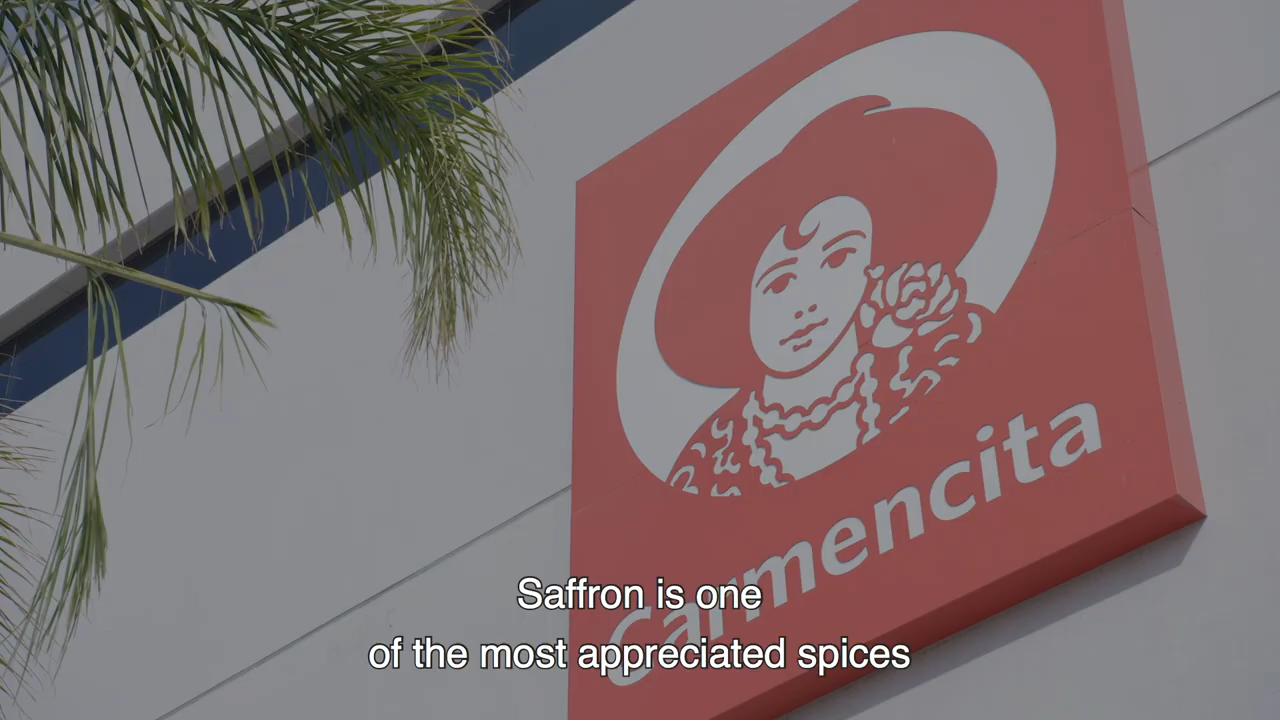 Carmencita
Saffron is one
of the most appreciated spices